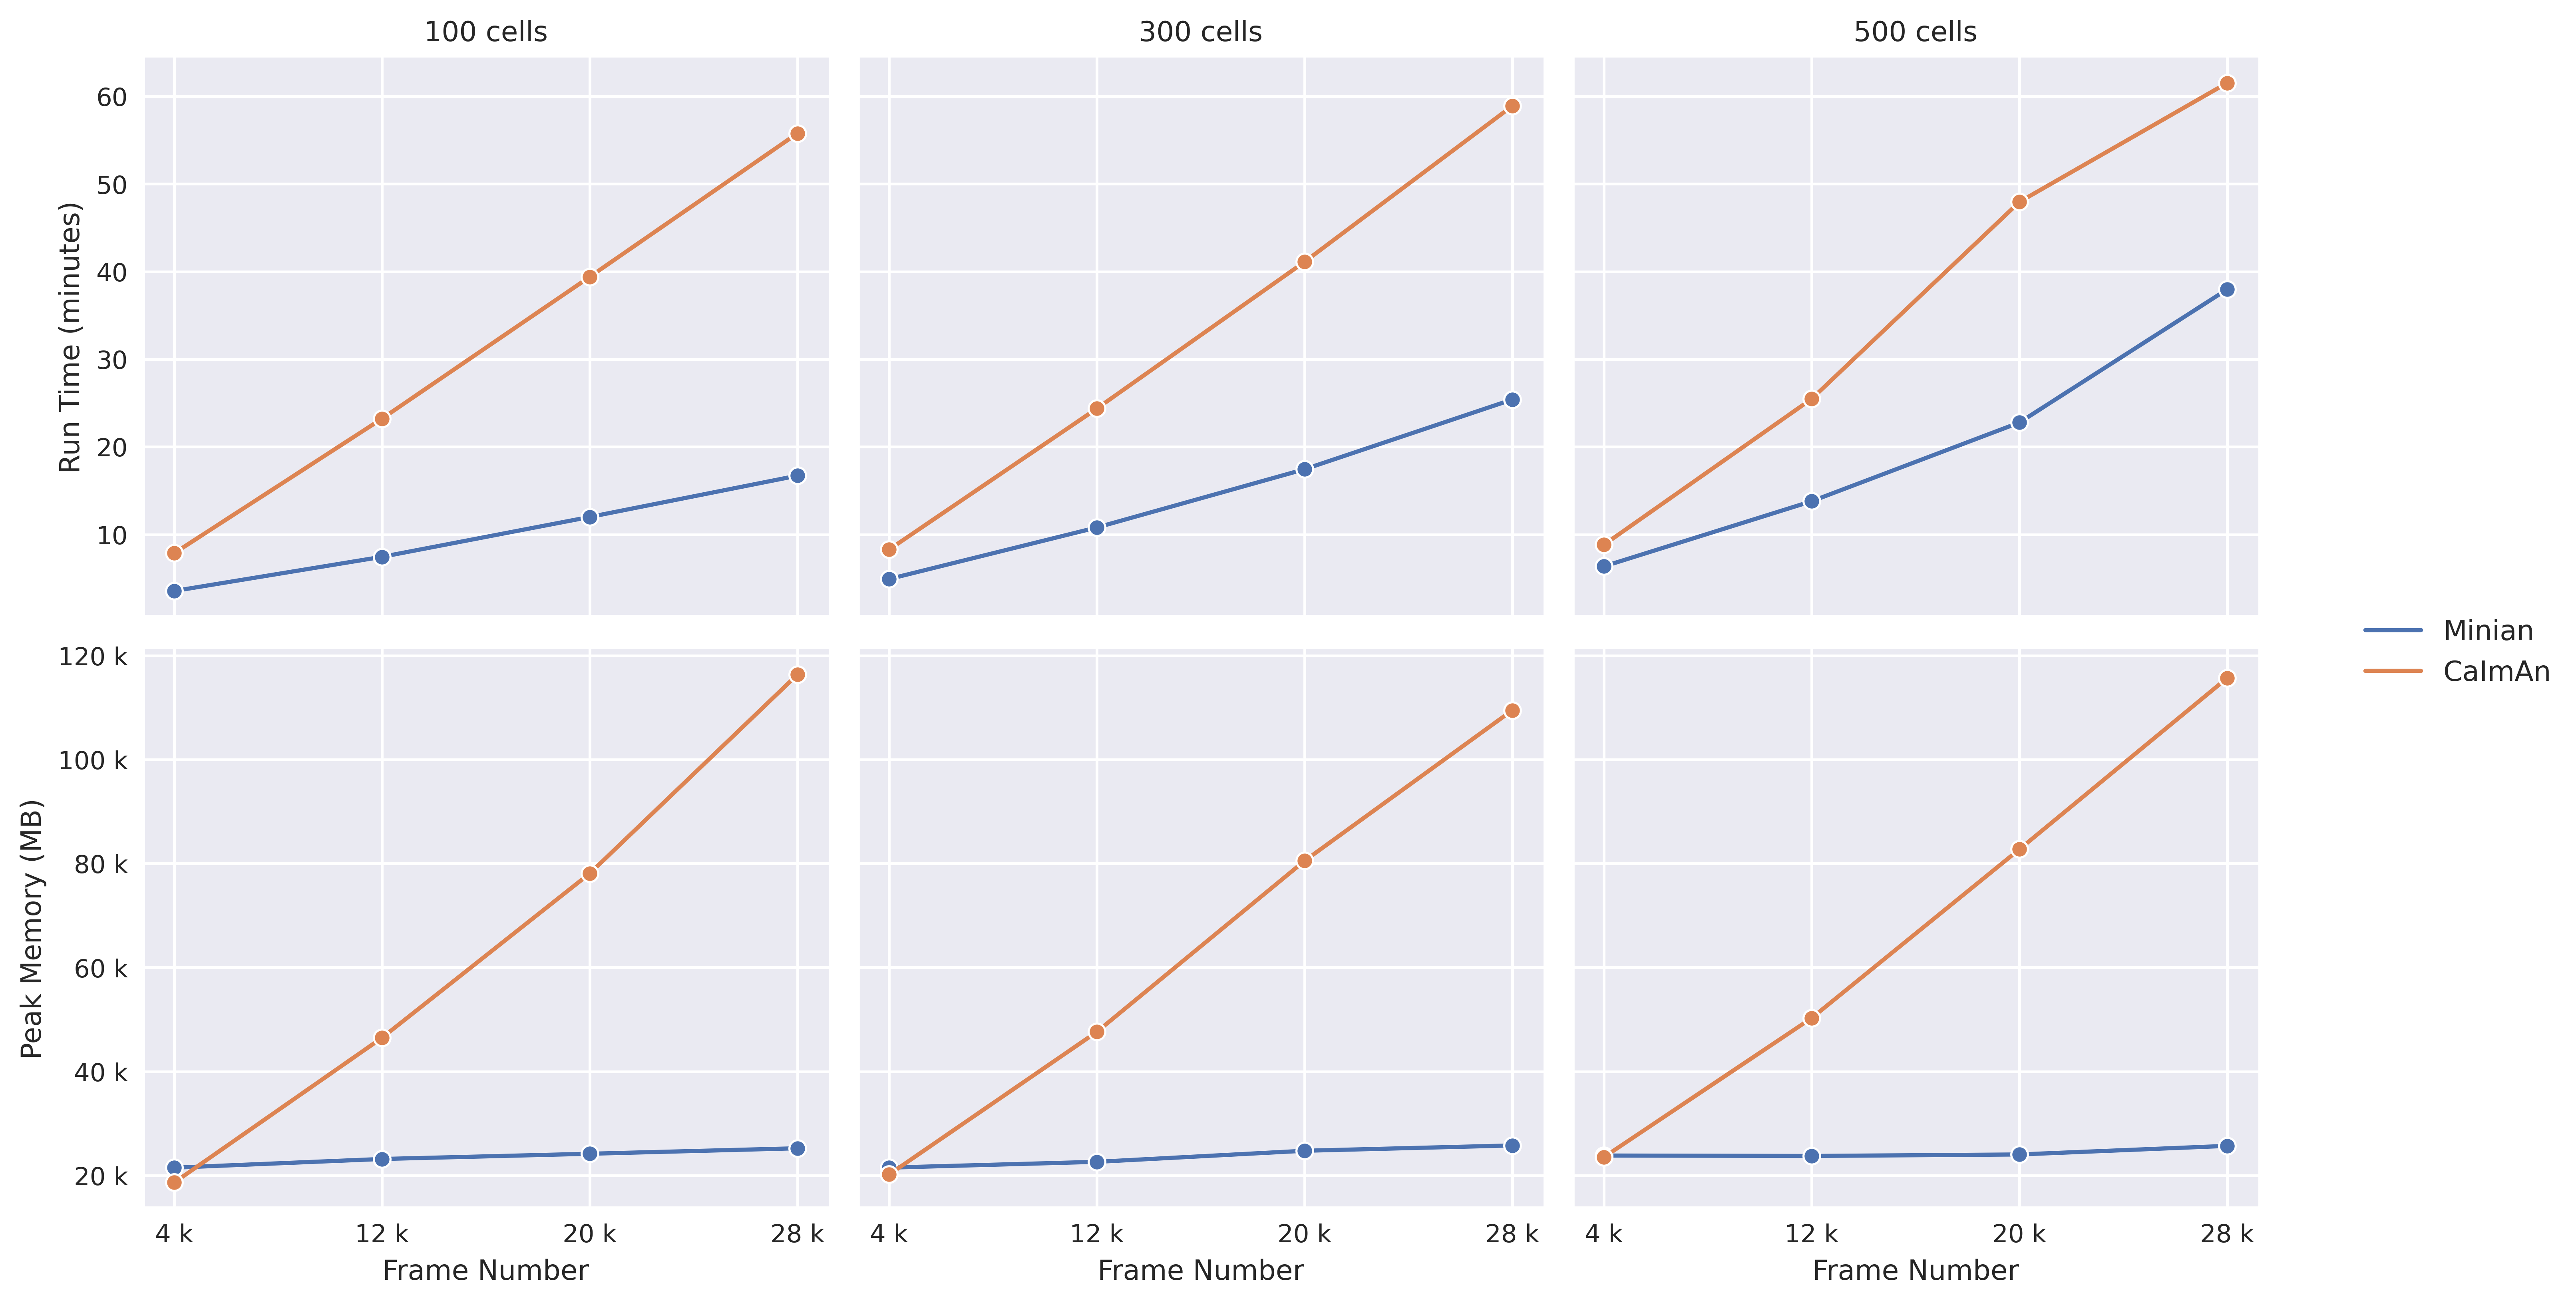 100 cells
300 cells
500 cells
Run Time (minutes)
60
50
40
30
20
10
Minian
CaImAn
Peak Memory (MB)
120 k
100 k
80 k
60 k
40 k
20 k
4 k
12 k
20 k
28 k
4 k
12 k
20 k
28 k
4 k
12 k
20 k
28 k
Frame Number
Frame Number
Frame Number